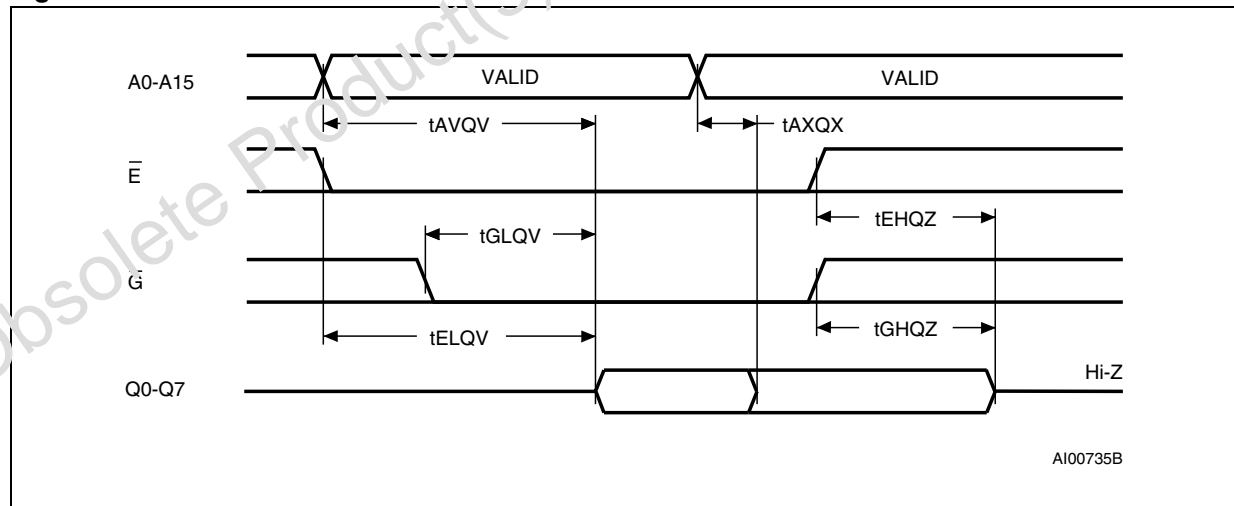 Obsolete Product(s)
A0-A15 VALID VALID
tAVQV tAXQX
E̅
tEHQZ
tGLQV
G̅
tGHQZ
tELQV
Hi-Z
Q0-Q7
AI00735B